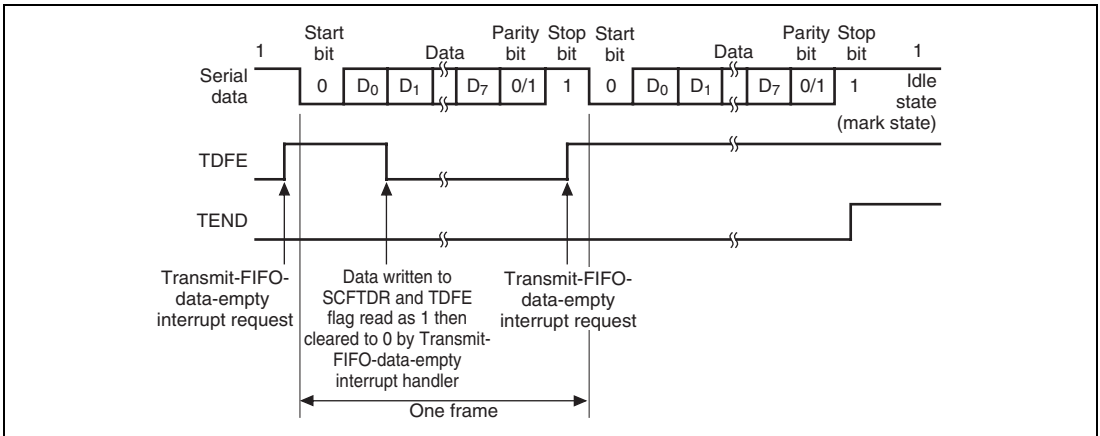 Start Parity Stop Start Parity Stop
1 bit Data bit bit bit Data bit bit 1
Serial data 0 D0 D1 D7 0/1 1 0 D0 D1 D7 0/1 1 Idle state (mark state)
TDFE
TEND
Transmit-FIFO-
data-empty
interrupt request
Data written to
SCFTDR and TDFE
flag read as 1 then
cleared to 0 by Transmit-
FIFO-data-empty
interrupt handler
Transmit-FIFO-
data-empty
interrupt request
One frame